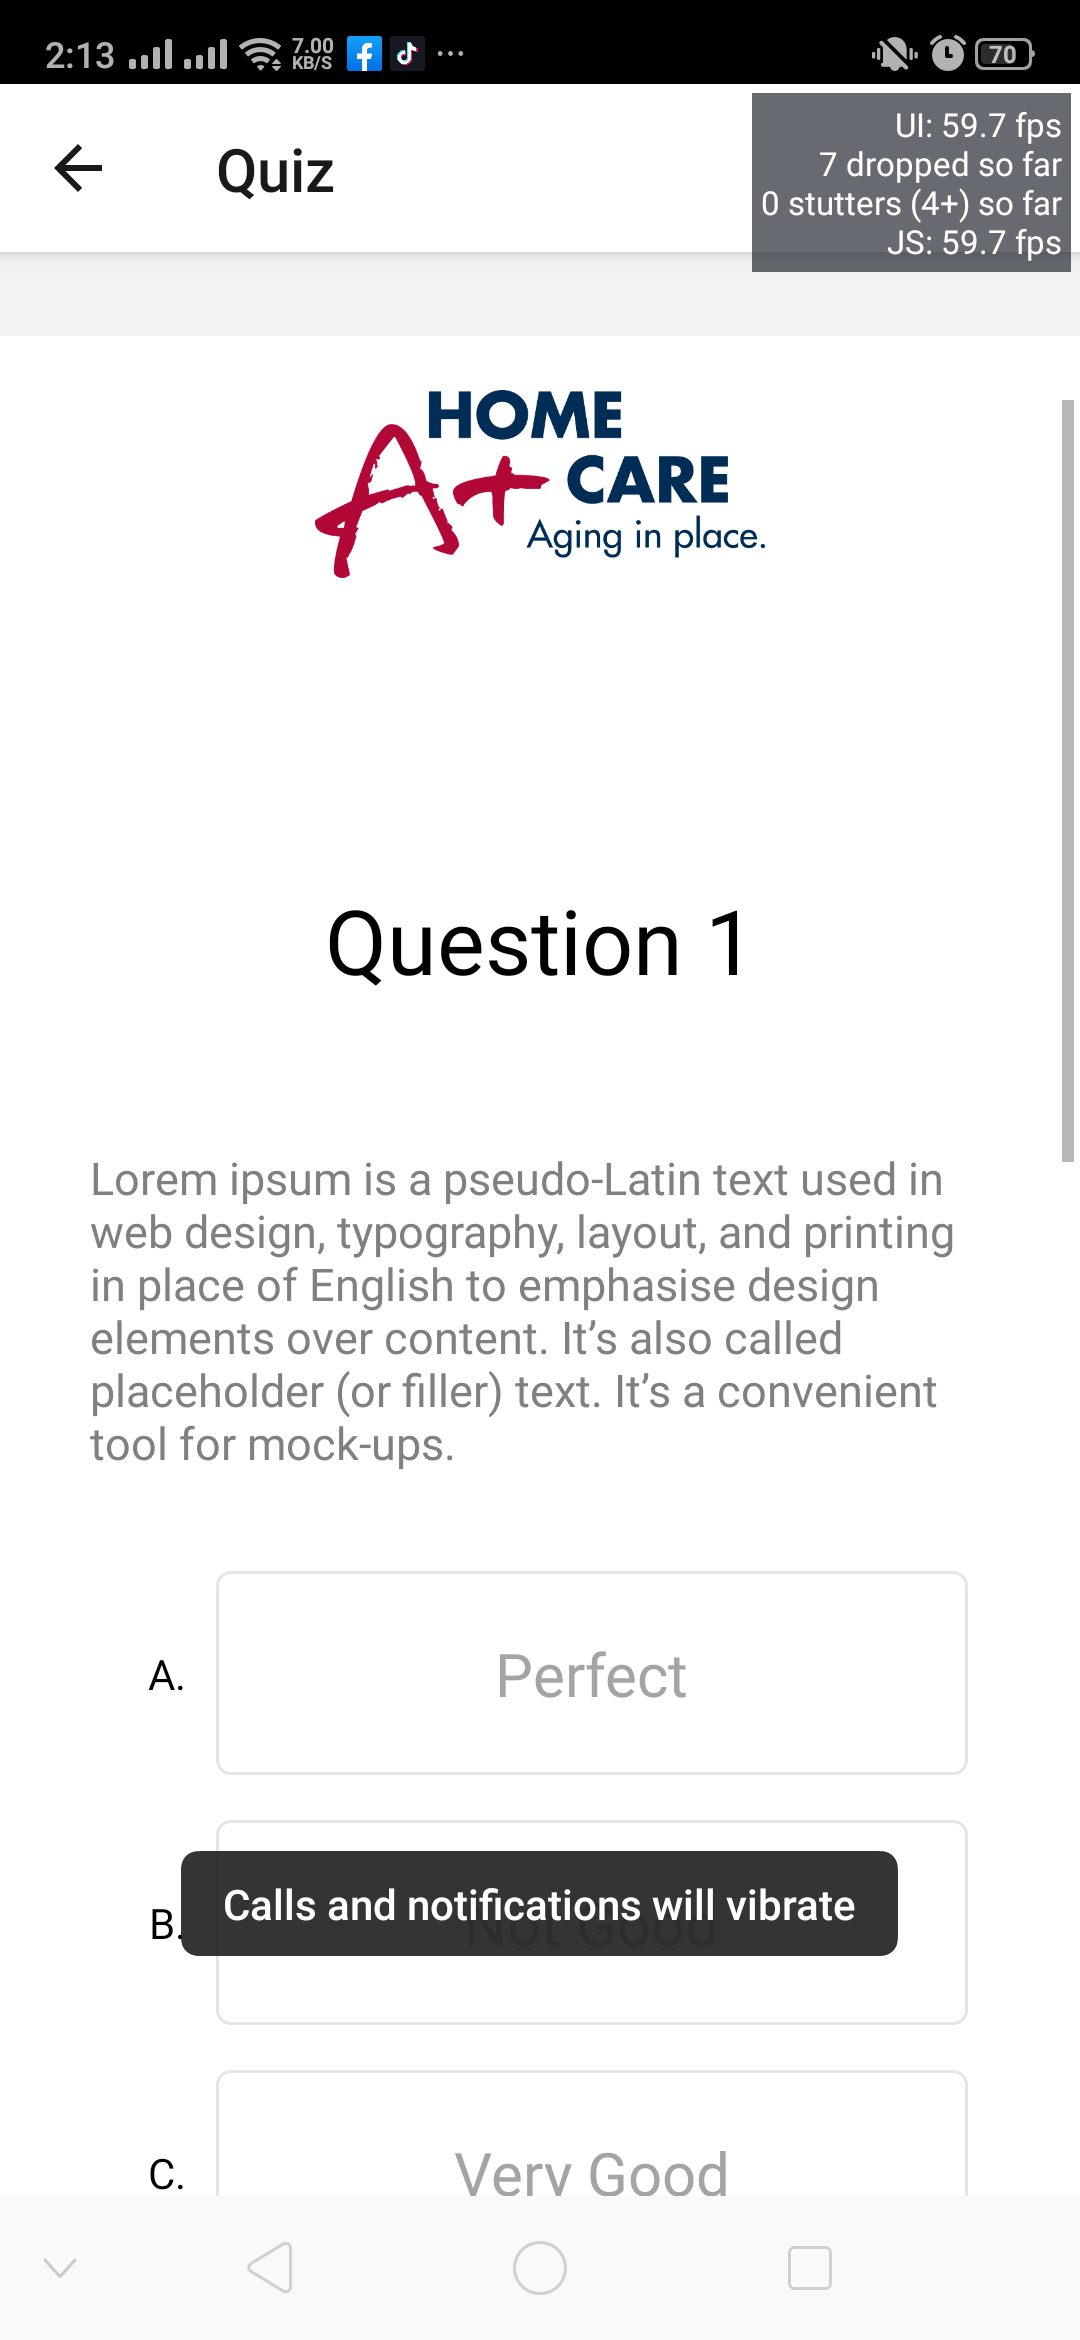 2:13 7.00 KB/S 70
UI: 59.7 fps
7 dropped so far
0 stutters (4+) so far
JS: 59.7 fps
Quiz
HOME
A+ CARE
Aging in place.
Question 1
Lorem ipsum is a pseudo-Latin text used in
web design, typography, layout, and printing
in place of English to emphasise design
elements over content. It’s also called
placeholder (or filler) text. It’s a convenient
tool for mock-ups.
A. Perfect
B. Not Good
Calls and notifications will vibrate
C. Very Good